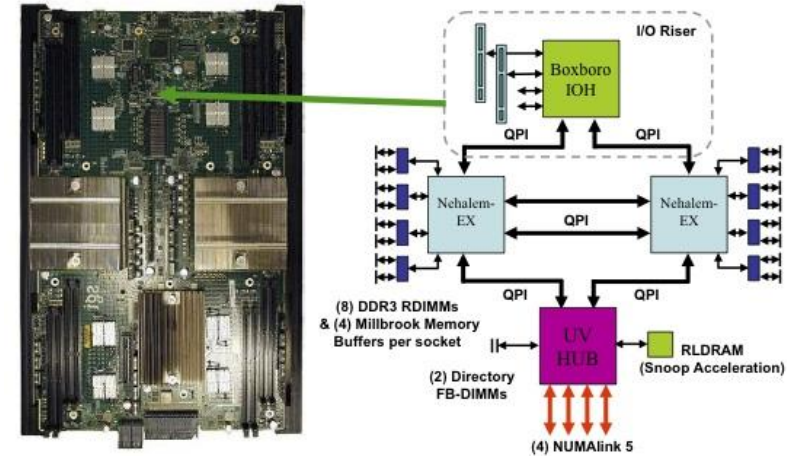 I/O Riser
Boxboro
IOH
QPI
QPI
Nehalem-
EX
QPI
Nehalem-
EX
QPI
QPI
(8) DDR3 RDIMMs
& (4) Millbrook Memory
Buffers per socket
UV
HUB
RLDRAM
(Snoop Acceleration)
(2) Directory
FB-DIMMs
(4) NUMAlink 5
sgi